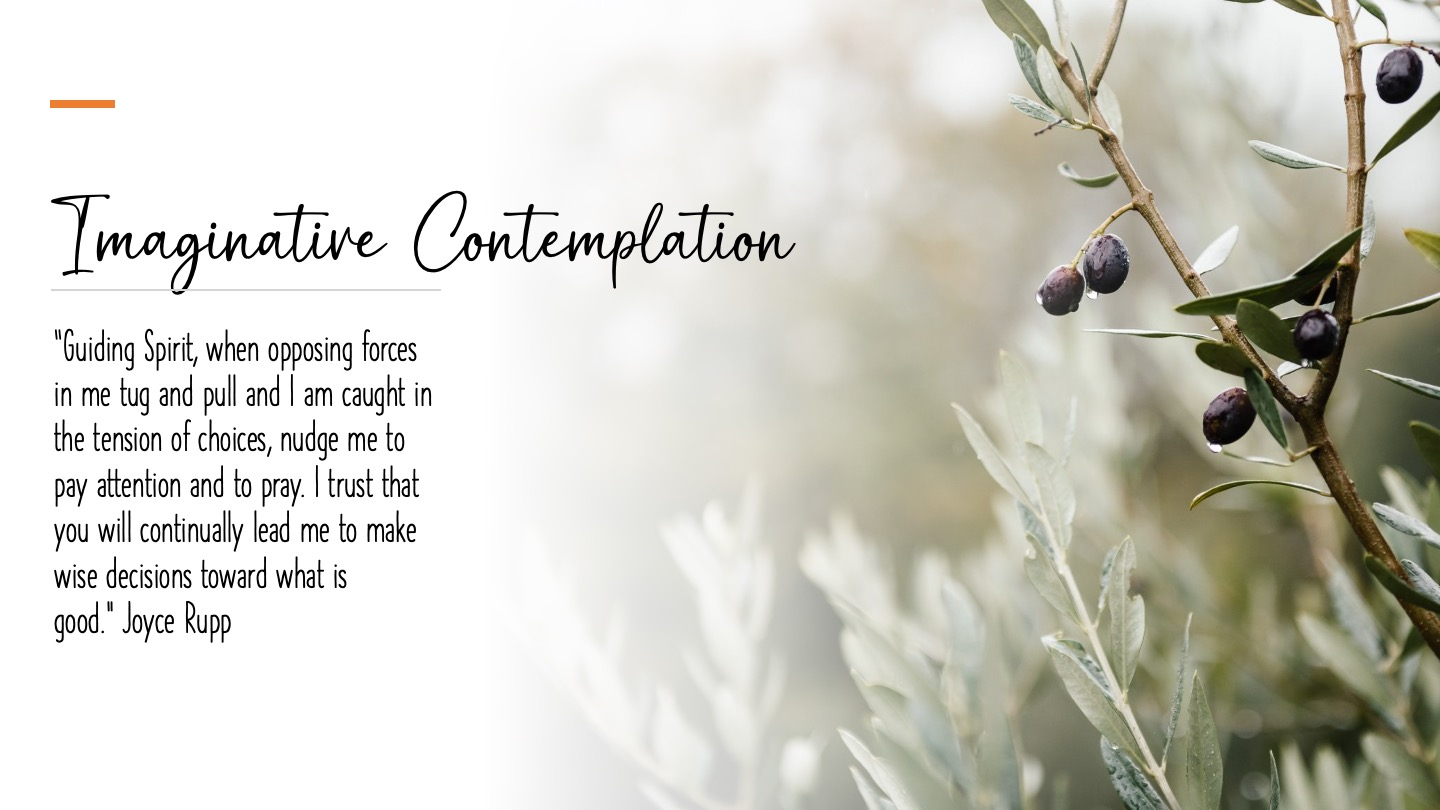 Imaginative Contemplation
"Guiding Spirit, when opposing forces
in me tug and pull and I am caught in
the tension of choices, nudge me to
pay attention and to pray. I trust that
you will continually lead me to make
wise decisions toward what is
good." Joyce Rupp